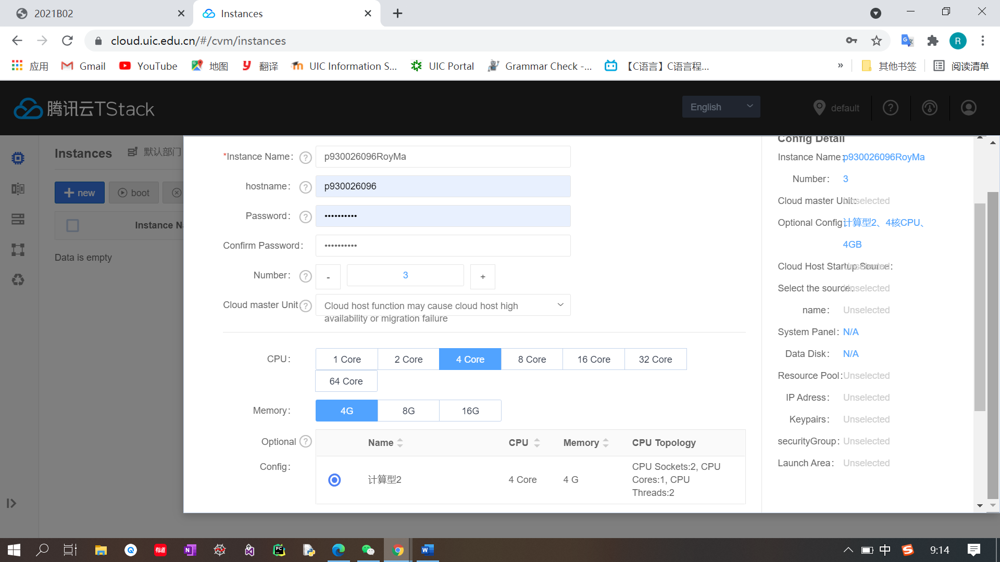 2021B02
Instances
cloud.uic.edu.cn/#/cvm/instances
R
应用
Gmail
YouTube
地图
翻译
UIC Information S...
UIC Portal
Grammar Check -...
【C语言】C语言程...
»
其他书签
阅读清单
腾讯云TStack
English
default
Instances
默认部门
new
boot
Instance Na
Data is empty
*Instance Name: p930026096RoyMa
hostname: p930026096
Password: ••••••••••
Confirm Password: ••••••••••
Number: - 3 +
Cloud master Unit Cloud host function may cause cloud host high
availability or migration failure
CPU: 1 Core 2 Core 4 Core 8 Core 16 Core 32 Core
64 Core
Memory: 4G 8G 16G
Optional
Config:
Name CPU Memory CPU Topology
计算型2 4 Core 4 G CPU Sockets:2, CPU
Cores:1, CPU
Threads:2
Config Detail
Instance Name: p930026096RoyMa
Number: 3
Cloud master Unit: Unselected
Optional Config: 计算型2、4核CPU、
4GB
Cloud Host Startup Source: Unselected
Select the source: Unselected
name: Unselected
System Panel: N/A
Data Disk: N/A
Resource Pool: Unselected
IP Adress: Unselected
Keypairs: Unselected
securityGroup: Unselected
Launch Area: Unselected
有道
中
9:14